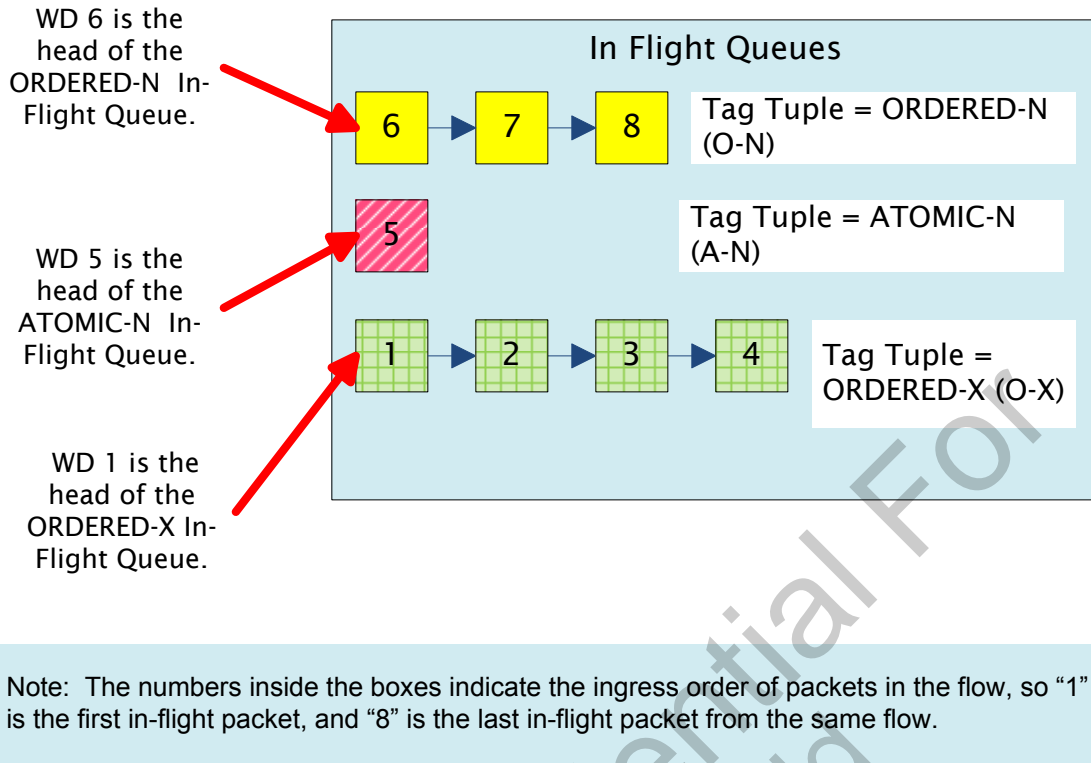 WD 6 is the
head of the
ORDERED-N In-
Flight Queue.
In Flight Queues
6
7
8
Tag Tuple = ORDERED-N
(O-N)
WD 5 is the
head of the
ATOMIC-N In-
Flight Queue.
5
Tag Tuple = ATOMIC-N
(A-N)
1
2
3
4
Tag Tuple =
ORDERED-X (O-X)
WD 1 is the
head of the
ORDERED-X In-
Flight Queue.
Note: The numbers inside the boxes indicate the ingress order of packets in the flow, so “1”
is the first in-flight packet, and “8” is the last in-flight packet from the same flow.
For